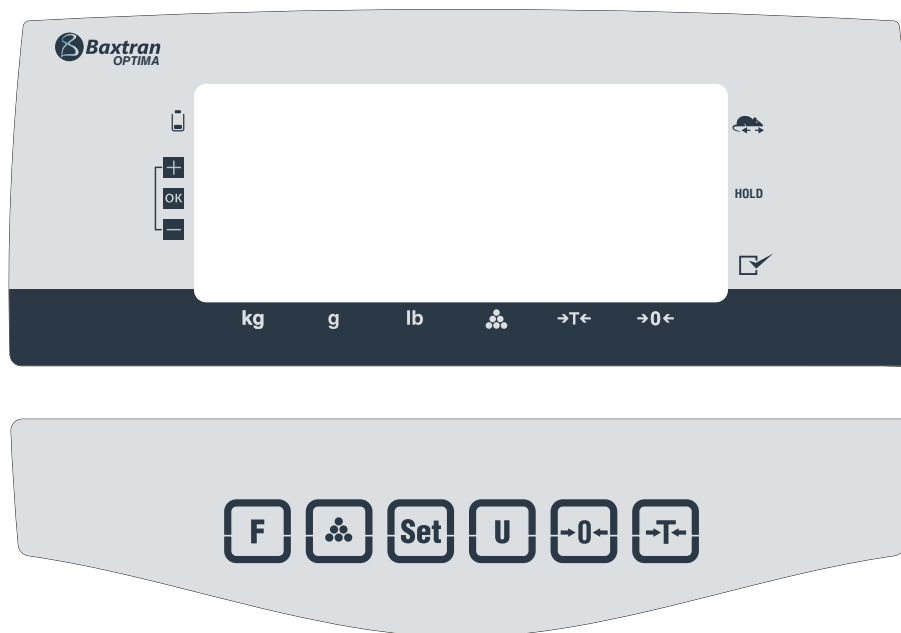 Baxtran
OPTIMA
+
OK
−
HOLD
kg g lb →T← →0←
F Set U →0← →T←